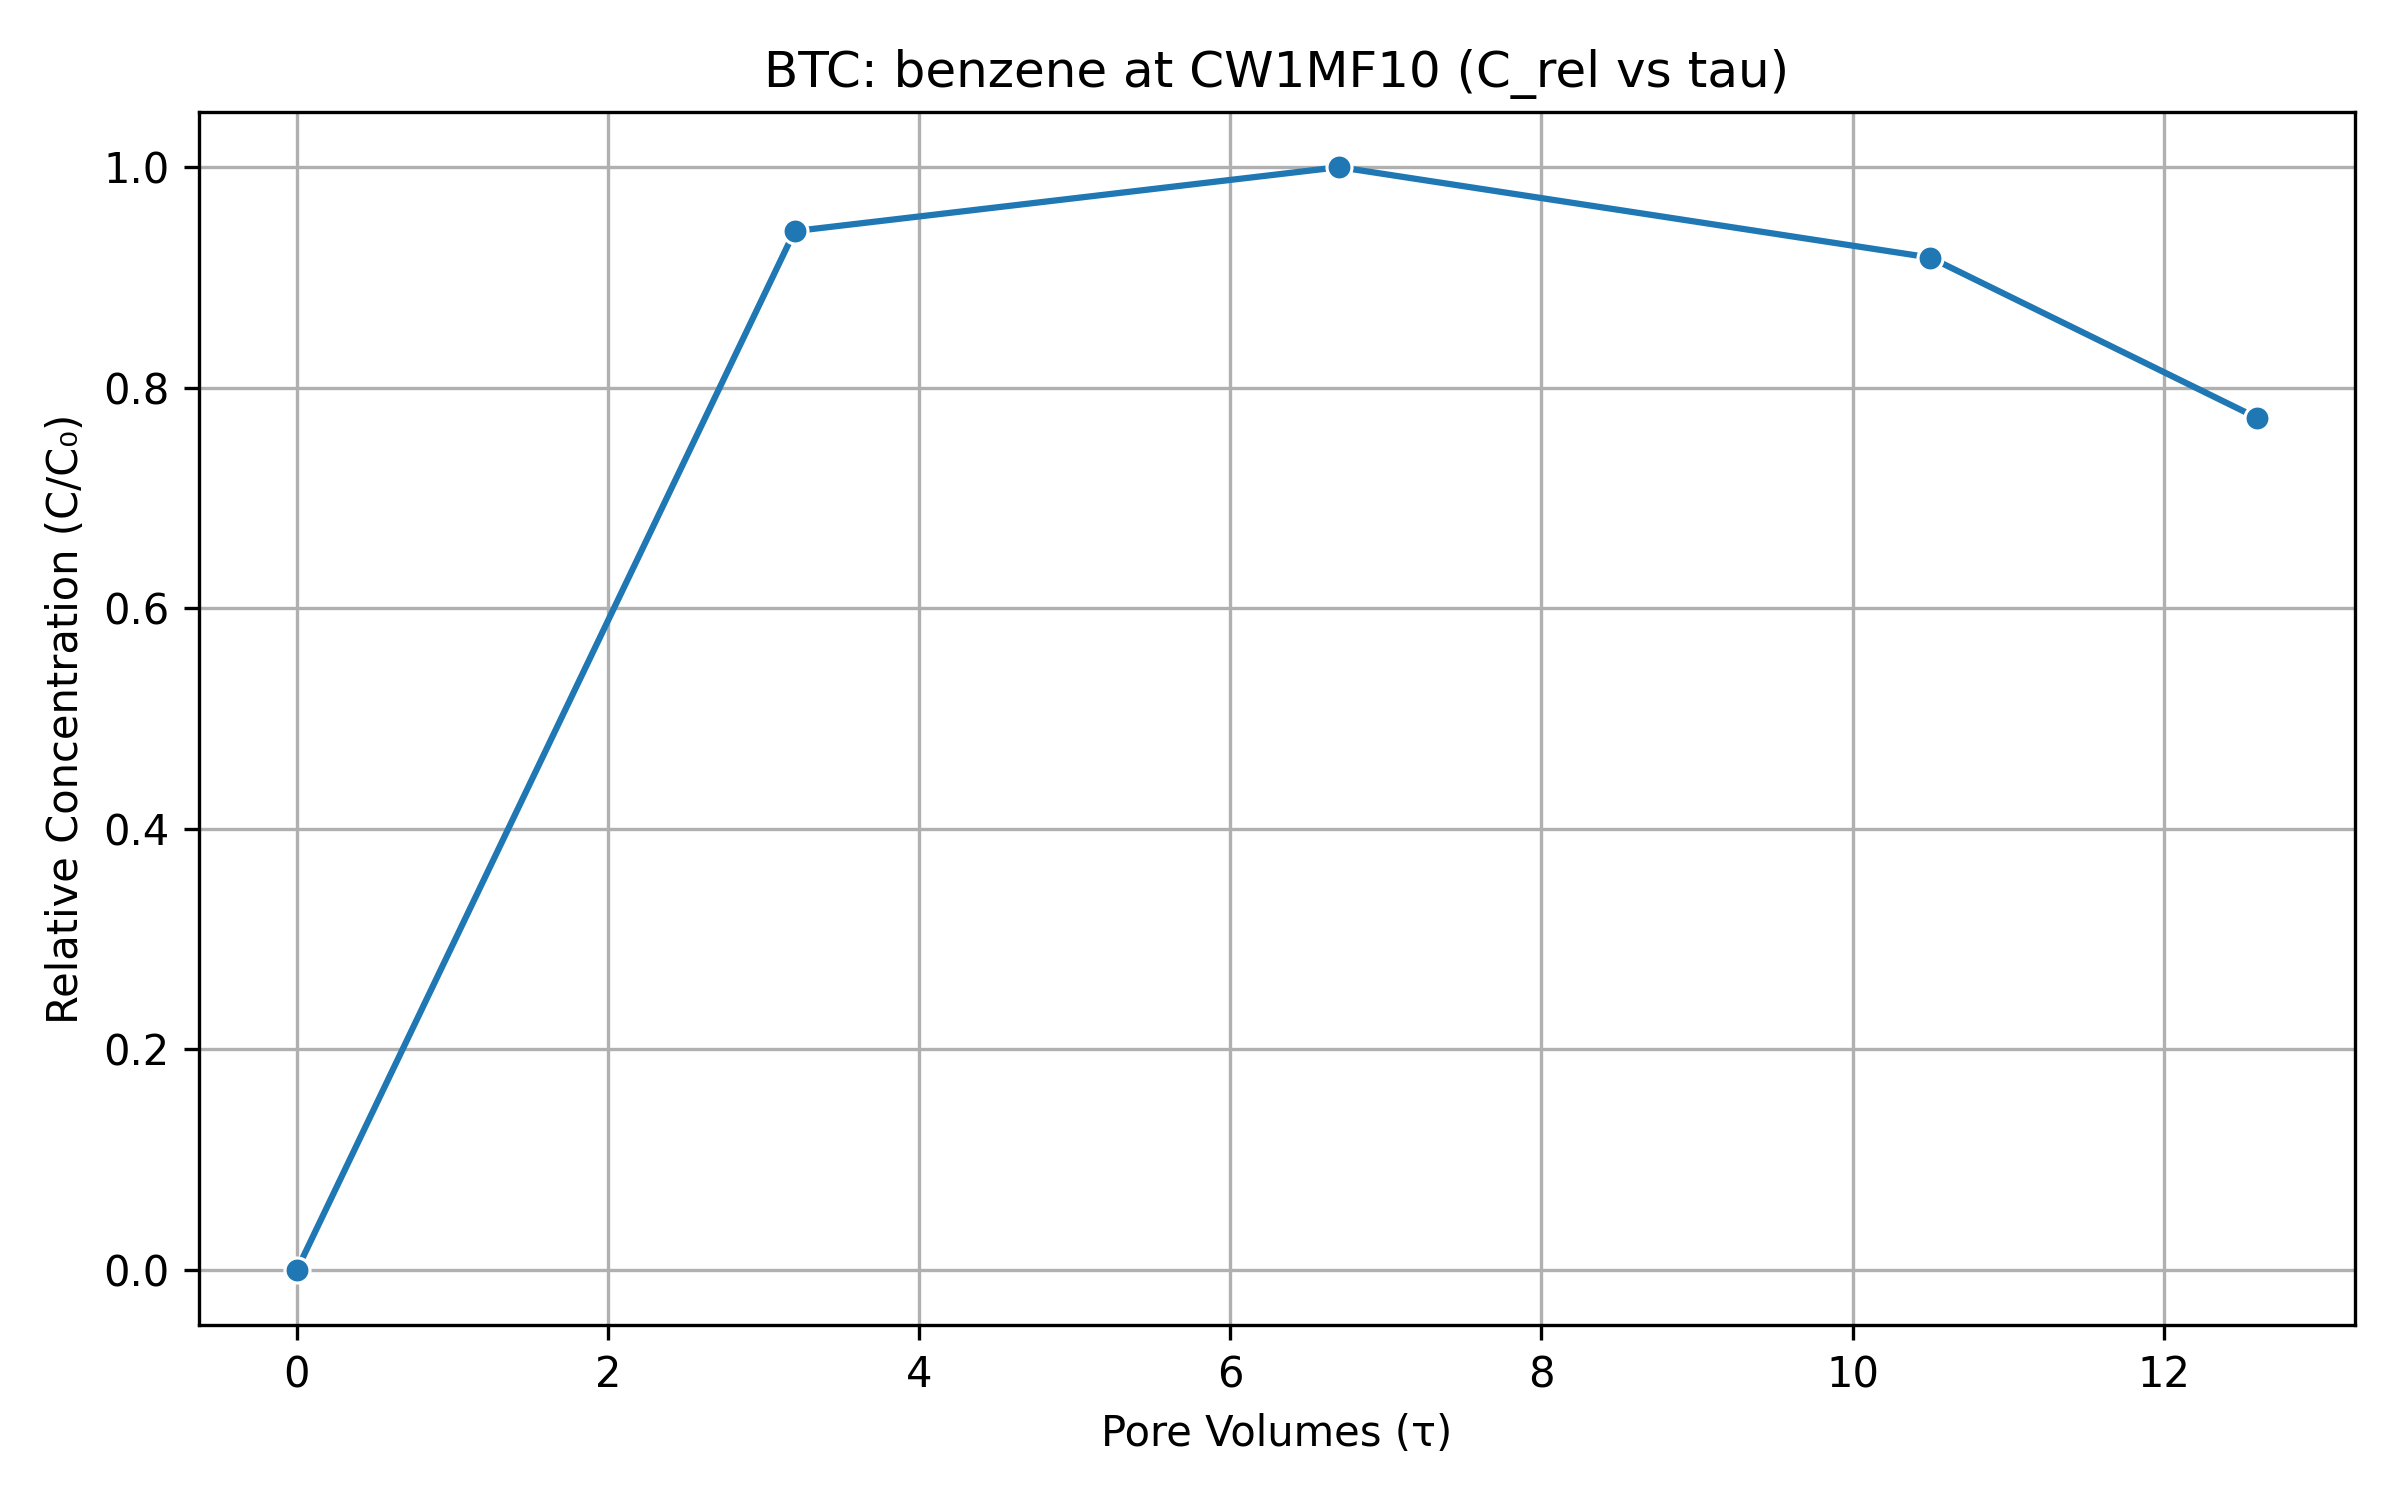 BTC: benzene at CW1MF10 (C_rel vs tau)
Relative Concentration (C/C₀)
1.0
0.8
0.6
0.4
0.2
0.0
0 2 4 6 8 10 12
Pore Volumes (τ)